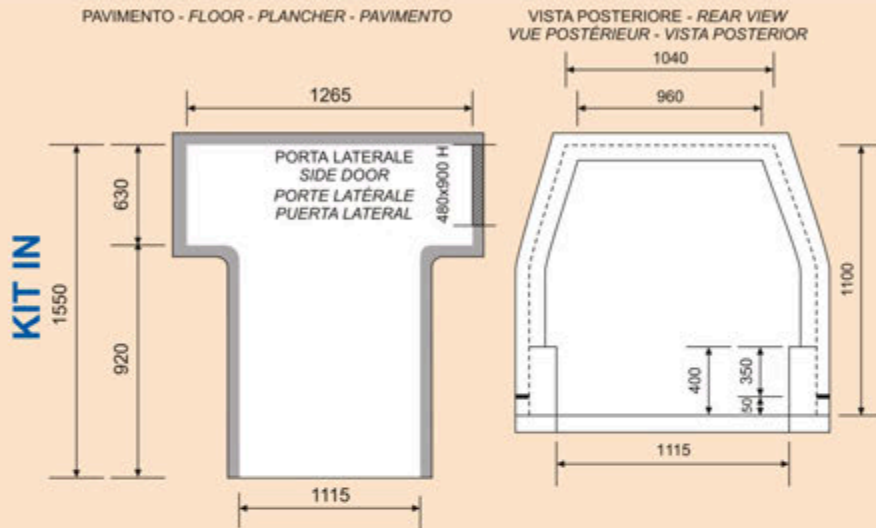 PAVIMENTO - FLOOR - PLANCHER - PAVIMENTO
VISTA POSTERIORE - REAR VIEW
VUE POSTÉRIEUR - VISTA POSTERIOR
KIT IN
1265
1550
630
920
PORTA LATERALE
SIDE DOOR
PORTE LATÉRALE
PUERTA LATERAL
480x900 H
1115
1040
960
1100
400
350
50
1115